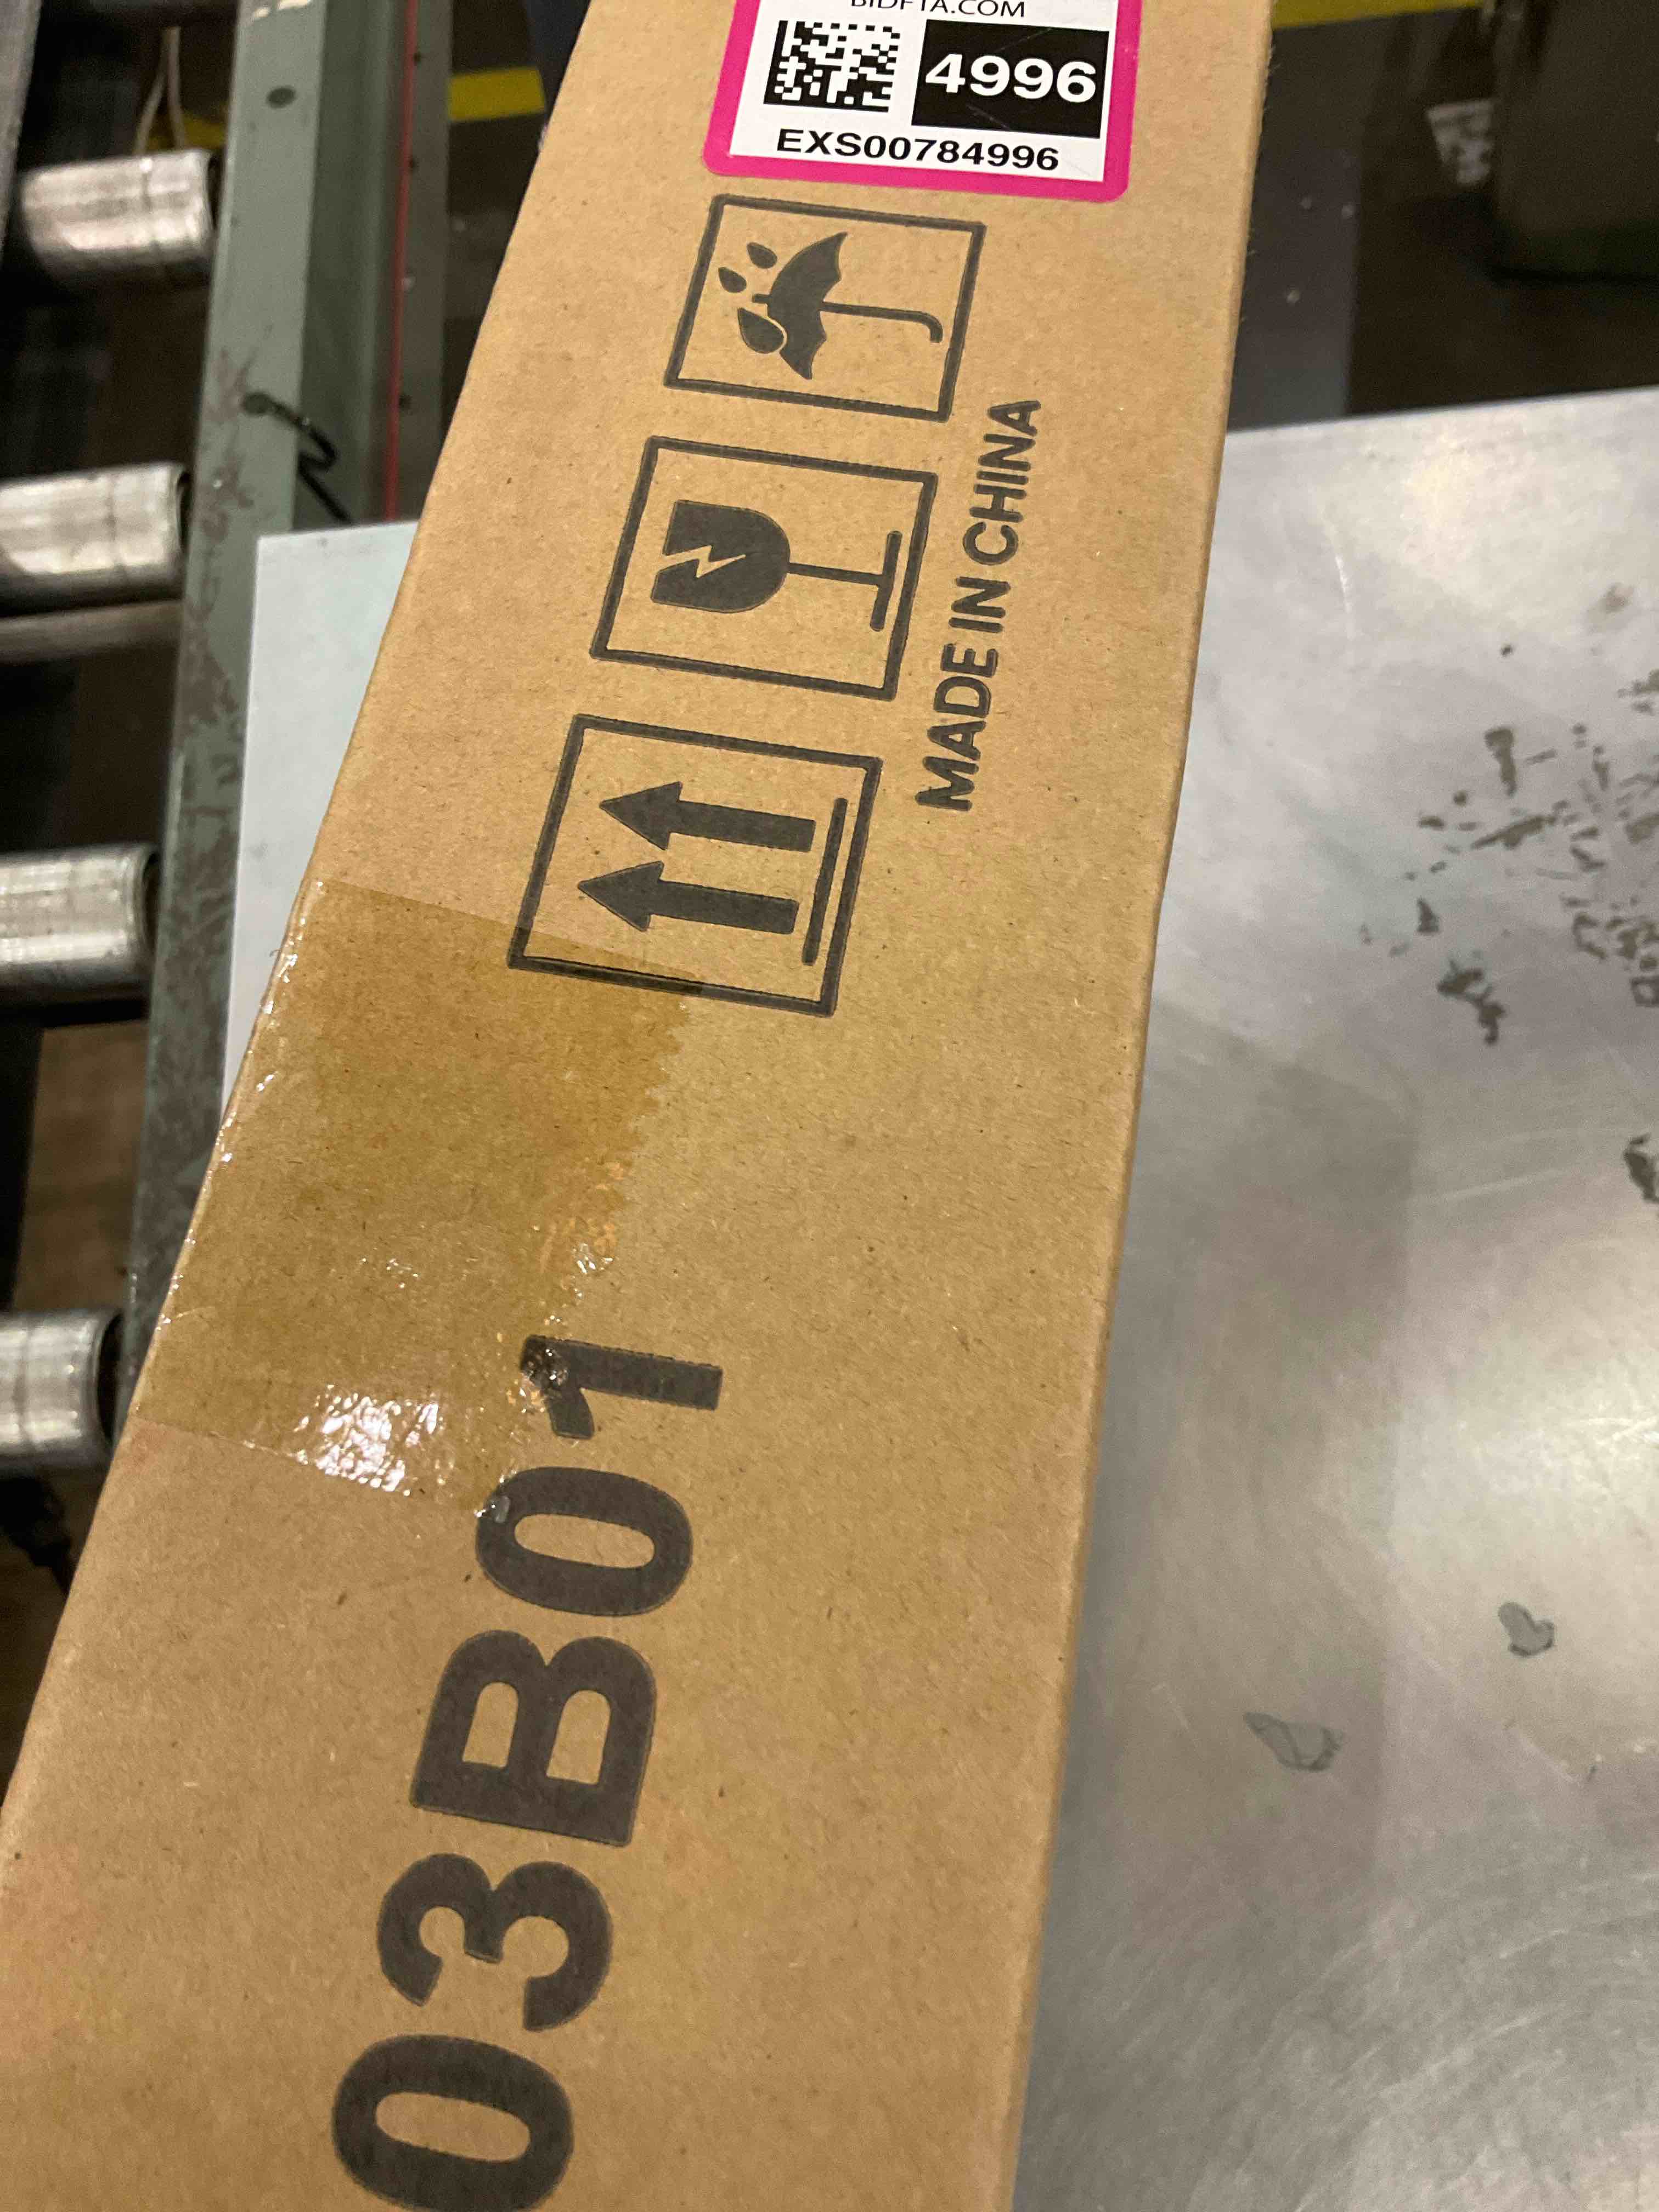 BIDFTA.COM
4996
EXS00784996
MADE IN CHINA
03B01